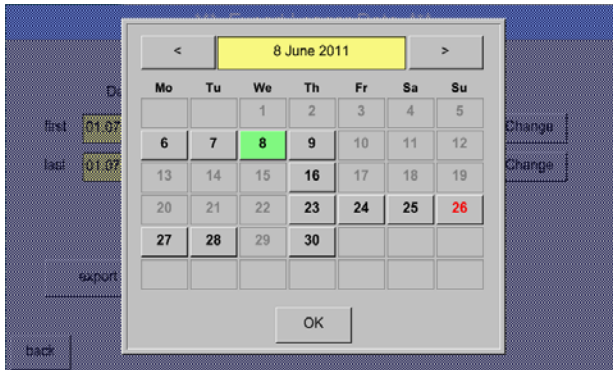 < 8 June 2011 >
Mo Tu We Th Fr Sa Su
1 2 3 4 5
6 7 8 9 10 11 12
13 14 15 16 17 18 19
20 21 22 23 24 25 26
27 28 29 30
OK
first 01.07 Change
last 01.07 Change
export
back